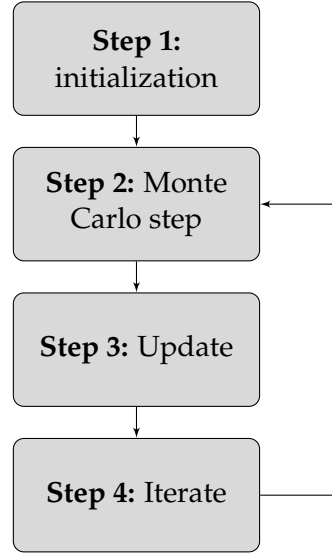 Step 1:
initialization
Step 2: Monte
Carlo step
Step 3: Update
Step 4: Iterate